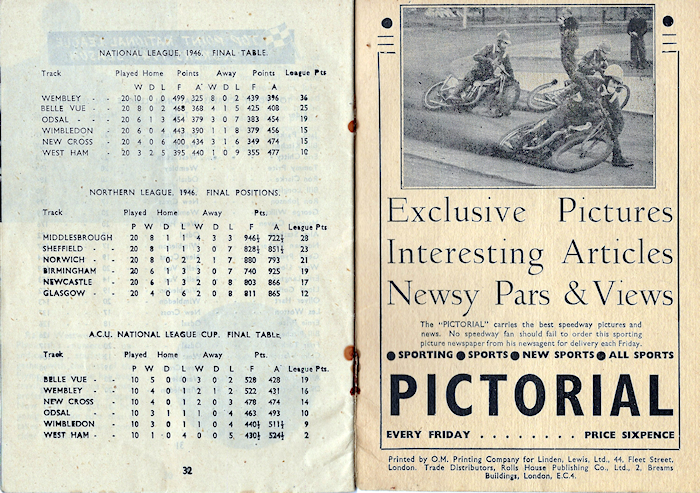 NATIONAL LEAGUE, 1946. FINAL TABLE.
Track Played Home Points Away Points League Pts
W D L F A W D L F A
WEMBLEY - - 20 10 0 0 499 325 8 0 2 439 396 36
BELLE VUE - - 20 8 0 2 468 368 4 1 5 425 408 25
ODSAL - - 20 6 1 3 454 379 3 0 7 383 454 19
WIMBLEDON - 20 6 0 4 443 390 1 1 8 379 456 15
NEW CROSS - 20 4 0 6 400 434 3 1 6 349 474 15
WEST HAM - 20 3 2 5 395 440 1 0 9 355 477 10
NORTHERN LEAGUE, 1946. FINAL POSITIONS.
Track Played Home Away Pts.
P W D L W D L F A League Pts
MIDDLESBROUGH 20 8 1 1 4 3 3 946½ 722½ 28
SHEFFIELD - - 20 8 1 1 3 0 7 828½ 851½ 23
NORWICH - - 20 8 0 2 2 1 7 880 793 21
BIRMINGHAM - 20 6 1 3 3 0 7 740 925 19
NEWCASTLE - 20 6 1 3 2 0 8 803 866 17
GLASGOW - - 20 4 0 6 2 0 8 811 865 12
A.C.U. NATIONAL LEAGUE CUP. FINAL TABLE.
Track Played Home Away Pts.
P W D L W D L F A League Pts
BELLE VUE - - 10 5 0 0 3 0 2 528 428 19
WEMBLEY - - 10 4 0 1 2 1 2 522 431 16
NEW CROSS - 10 4 0 1 2 0 3 478 474 14
ODSAL - - 10 3 1 1 1 0 4 463 493 10
WIMBLEDON - 10 3 0 1 1 0 4 440½ 511½ 9
WEST HAM - - 10 1 0 4 0 0 5 430½ 524½ 2
32
Exclusive Pictures
Interesting Articles
Newsy Pars & Views
The "PICTORIAL" carries the best speedway pictures and
news. No speedway fan should fail to order this sporting
picture newspaper from his newsagent for delivery each Friday.
● SPORTING ● SPORTS ● NEW SPORTS ● ALL SPORTS
PICTORIAL
EVERY FRIDAY . . . . . . . . PRICE SIXPENCE
Printed by O.M. Printing Company for Linden, Lewis, Ltd., 44, Fleet Street,
London. Trade Distributors, Rolls House Publishing Co., Ltd., 2, Breams
Buildings, London, E.C.4.